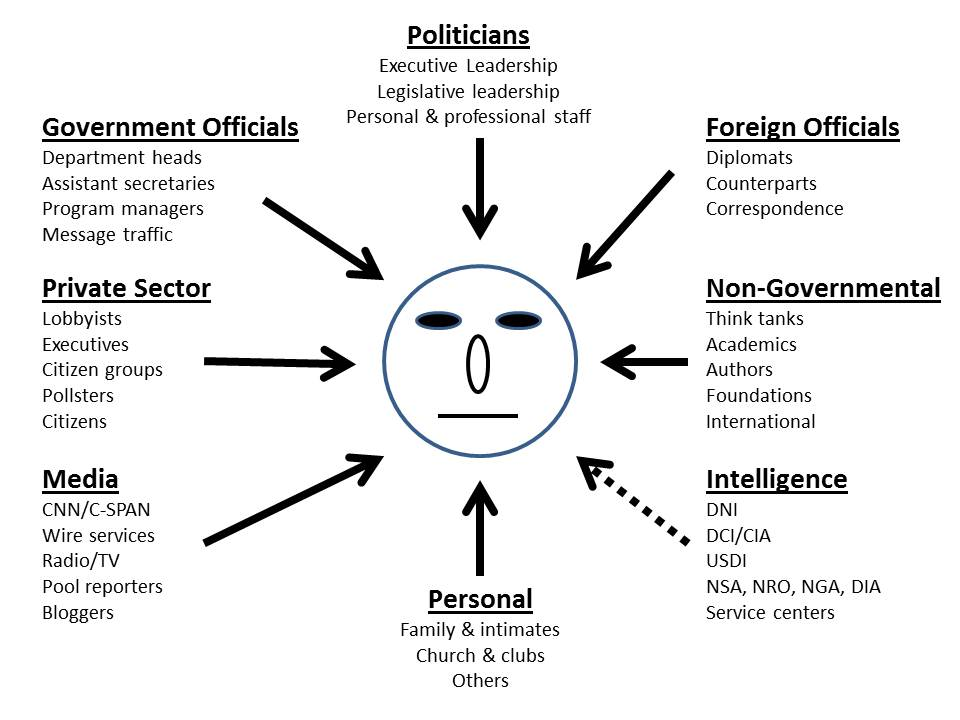 Politicians
Executive Leadership
Legislative leadership
Personal & professional staff
Government Officials
Department heads
Assistant secretaries
Program managers
Message traffic
Foreign Officials
Diplomats
Counterparts
Correspondence
Private Sector
Lobbyists
Executives
Citizen groups
Pollsters
Citizens
Non-Governmental
Think tanks
Academics
Authors
Foundations
International
Media
CNN/C-SPAN
Wire services
Radio/TV
Pool reporters
Bloggers
Intelligence
DNI
DCI/CIA
USDI
NSA, NRO, NGA, DIA
Service centers
Personal
Family & intimates
Church & clubs
Others